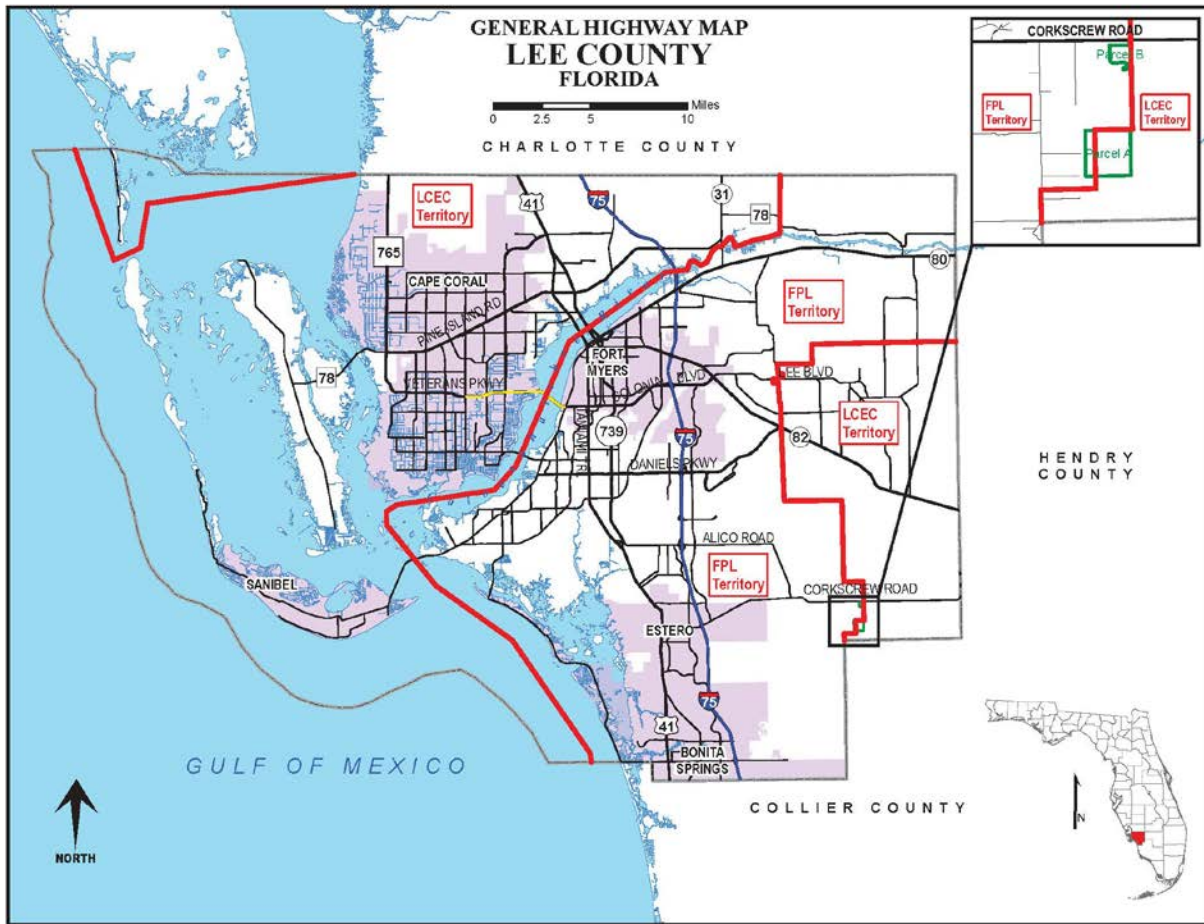 GENERAL HIGHWAY MAP
LEE COUNTY
FLORIDA
Miles
0 2.5 5 10
CHARLOTTE COUNTY
CORKSCREW ROAD
Parcel B
FPL
Territory
LCEC
Territory
Parcel A
LCEC
Territory
41
75
31
78
765
80
CAPE CORAL
PINE ISLAND RD
FPL
Territory
FORT
MYERS
78
VETERANS PKWY
COLONIAL BLVD
LEE BLVD
LCEC
Territory
TAMIAMI TR
739
75
82
DANIELS PKWY
HENDRY
COUNTY
ALICO ROAD
FPL
Territory
SANIBEL
CORKSCREW ROAD
ESTERO
75
41
BONITA
SPRINGS
GULF OF MEXICO
COLLIER COUNTY
NORTH
N